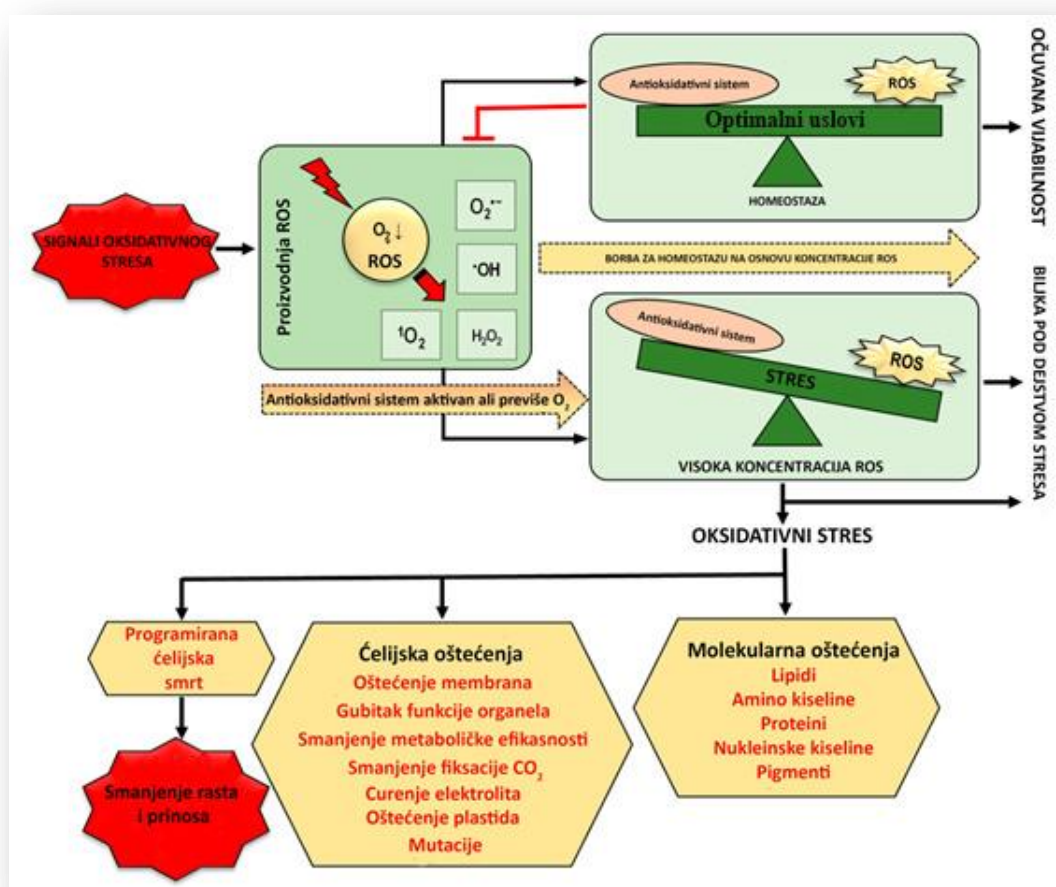 SIGNALI OKSIDATIVNOG
STRESA
Proizvodnja ROS
O₂ ↓
ROS
O₂•−
•OH
¹O₂
H₂O₂
Antioksidativni sistem
ROS
Optimalni uslovi
HOMEOSTAZA
OČUVANA VIJABILNOST
BORBA ZA HOMEOSTAZU NA OSNOVU KONCENTRACIJE ROS
Antioksidativni sistem aktivan ali previše O₂
Antioksidativni sistem
ROS
STRES
VISOKA KONCENTRACIJA ROS
BILJKA POD DEJSTVOM STRESA
OKSIDATIVNI STRES
Programirana
ćelijska
smrt
Smanjenje rasta
i prinosa
Ćelijska oštećenja
Oštećenje membrana
Gubitak funkcije organela
Smanjenje metaboličke efikasnosti
Smanjenje fiksacije CO₂
Curenje elektrolita
Oštećenje plastida
Mutacije
Molekularna oštećenja
Lipidi
Amino kiseline
Proteini
Nukleinske kiseline
Pigmenti